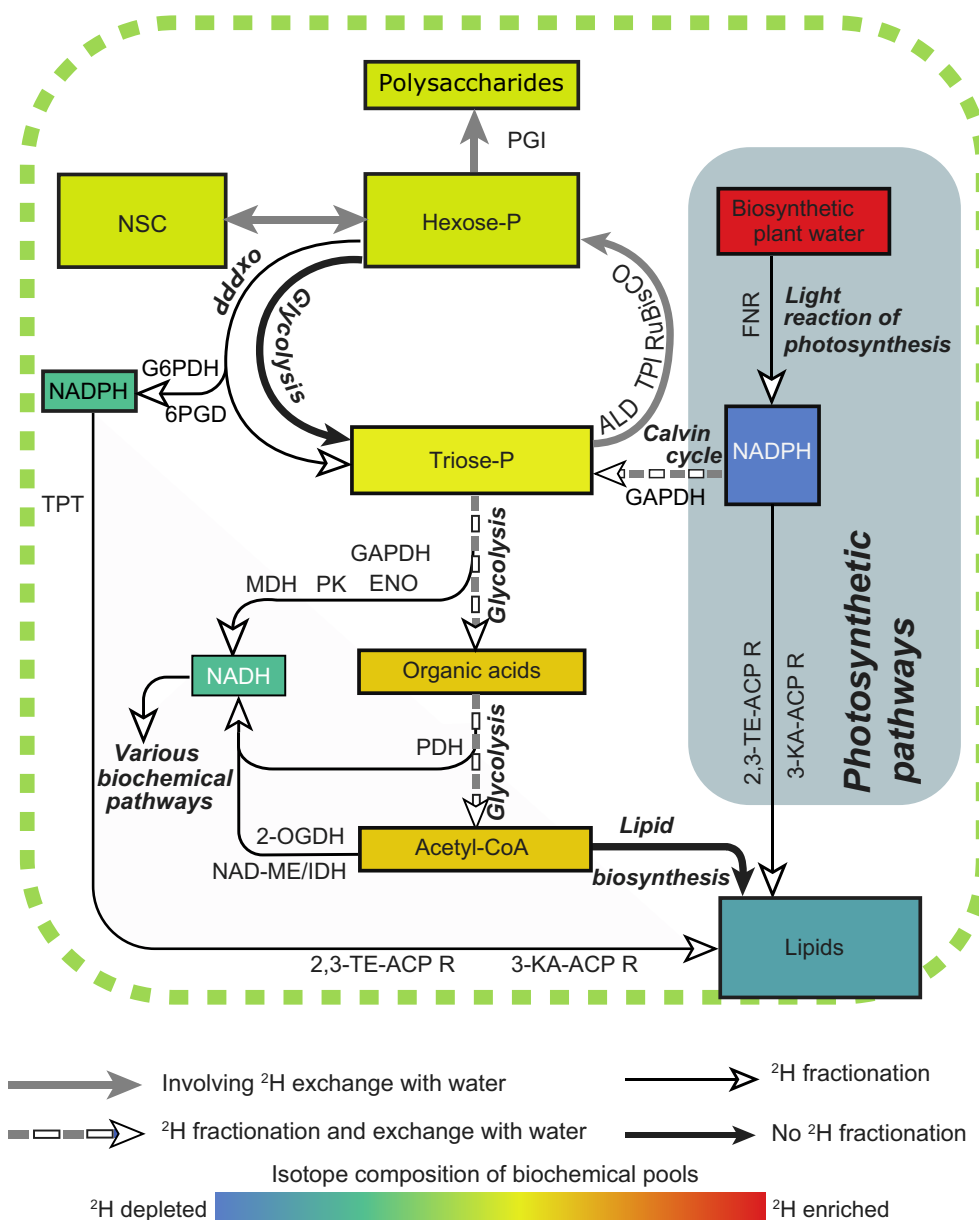 Polysaccharides
PGI
NSC
Hexose-P
Biosynthetic
plant water
oxPPP
Glycolysis
ALD TPI RuBisCO
FNR
Light
reaction of
photosynthesis
G6PDH
NADPH
6PGD
Triose-P
Calvin
cycle
NADPH
GAPDH
TPT
GAPDH
MDH PK ENO
Glycolysis
NADH
Organic acids
2,3-TE-ACP R
3-KA-ACP R
Photosynthetic
pathways
Various
biochemical
pathways
PDH
Glycolysis
2-OGDH
NAD-ME/IDH
Acetyl-CoA
Lipid
biosynthesis
Lipids
2,3-TE-ACP R 3-KA-ACP R
Involving ²H exchange with water
²H fractionation
²H fractionation and exchange with water
No ²H fractionation
Isotope composition of biochemical pools
²H depleted
²H enriched